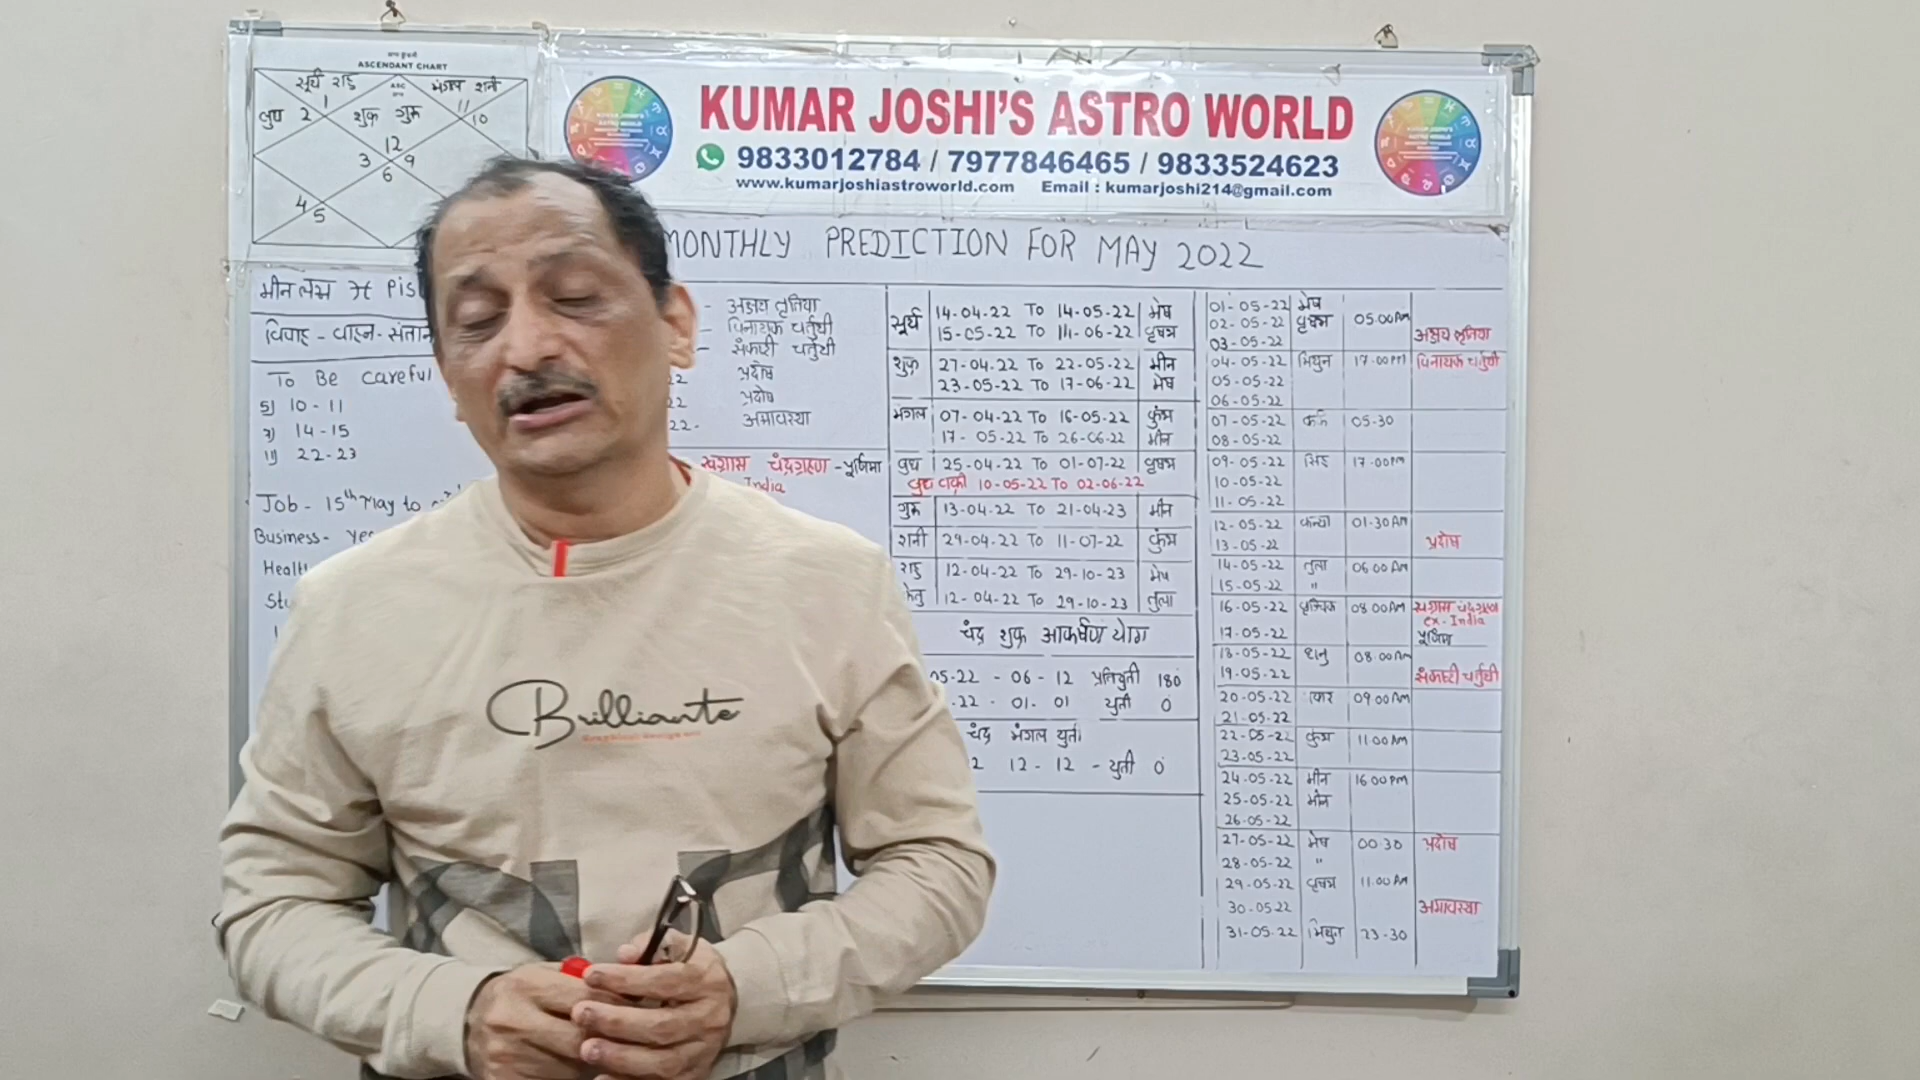 ASCENDANT CHART
सूर्य राहु
मंगल शनी
1
11
बुध 2
शुक्र गुरू
10
12
3
9
6
4
5
KUMAR JOSHI'S ASTRO WORLD
9833012784 / 7977846465 / 9833524623
www.kumarjoshiastroworld.com Email : kumarjoshi214@gmail.com
MONTHLY PREDICTION FOR MAY 2022
मीन लग्न ♓ Pis
विवाह - वाहन - संतान
To Be careful
5) 10 - 11
7) 14 - 15
11) 22 - 23
Job - 15th May to
Business - Yes
Healt
Stu
- अक्षय तृतिया
- विनायक चर्तुथी
- संकष्टी चर्तुथी
22 प्रदोष
22 प्रदोष
22 - अमावस्या
खग्रास चंद्रग्रहण - पूर्णिमा
India
सूर्य 14-04-22 TO 14-05-22 मेष
15-05-22 TO 14-06-22 वृषभ
शुक्र 27-04-22 TO 22-05-22 मीन
23-05-22 TO 17-06-22 मेष
मंगल 07-04-22 TO 16-05-22 कुंभ
17-05-22 TO 26-06-22 मीन
बुध 25-04-22 TO 01-07-22 वृषभ
बुध वक्री 10-05-22 TO 02-06-22
गुरू 13-04-22 TO 21-04-23 मीन
शनी 29-04-22 TO 11-07-22 कुंभ
राहु 12-04-22 TO 29-10-23 मेष
केतु 12-04-22 TO 29-10-23 तुला
चंद्र शुक्र आकर्षण योग
05-22 - 06 - 12 प्रतियुती 180
-22 - 01 - 01 युती 0
चंद्र मंगल युती
2 12 - 12 - युती 0
01-05-22 मेष
02-05-22 वृषभ 05:00AM
03-05-22 अक्षय तृतिया
04-05-22 मिथुन 17:00PM विनायक चर्तुथी
05-05-22
06-05-22
07-05-22 कर्क 05-30
08-05-22
09-05-22 सिंह 17:00PM
10-05-22
11-05-22
12-05-22 कन्या 01-30AM
13-05-22 प्रदोष
14-05-22 तुला 06:00AM
15-05-22 "
16-05-22 वृश्चिक 08:00AM खग्रास चंद्रग्रहण
ex-India
17-05-22 पूर्णिमा
18-05-22 धनु 08:00AM
19-05-22 संकष्टी चर्तुथी
20-05-22 मकर 09:00AM
21-05-22
22-05-22 कुंभ 11:00AM
23-05-22
24-05-22 मीन 16:00PM
25-05-22 मीन
26-05-22
27-05-22 मेष 00:30 प्रदोष
28-05-22 "
29-05-22 वृषभ 11:00AM
30-05-22 अमावस्या
31-05-22 मिथुन 23-30
Brilliante